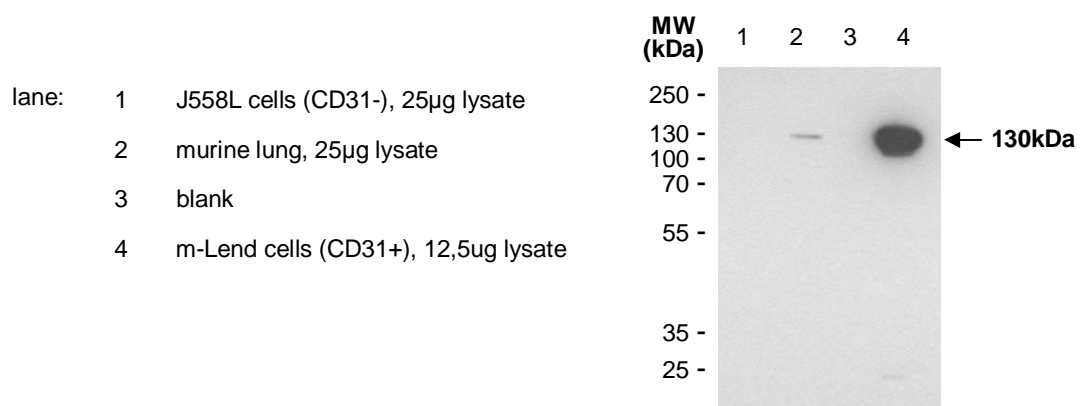 lane:
1 J558L cells (CD31-), 25µg lysate
2 murine lung, 25µg lysate
3 blank
4 m-Lend cells (CD31+), 12,5ug lysate
MW
(kDa)
1 2 3 4
250 -
130 -
100 -
70 -
55 -
35 -
25 -
130kDa